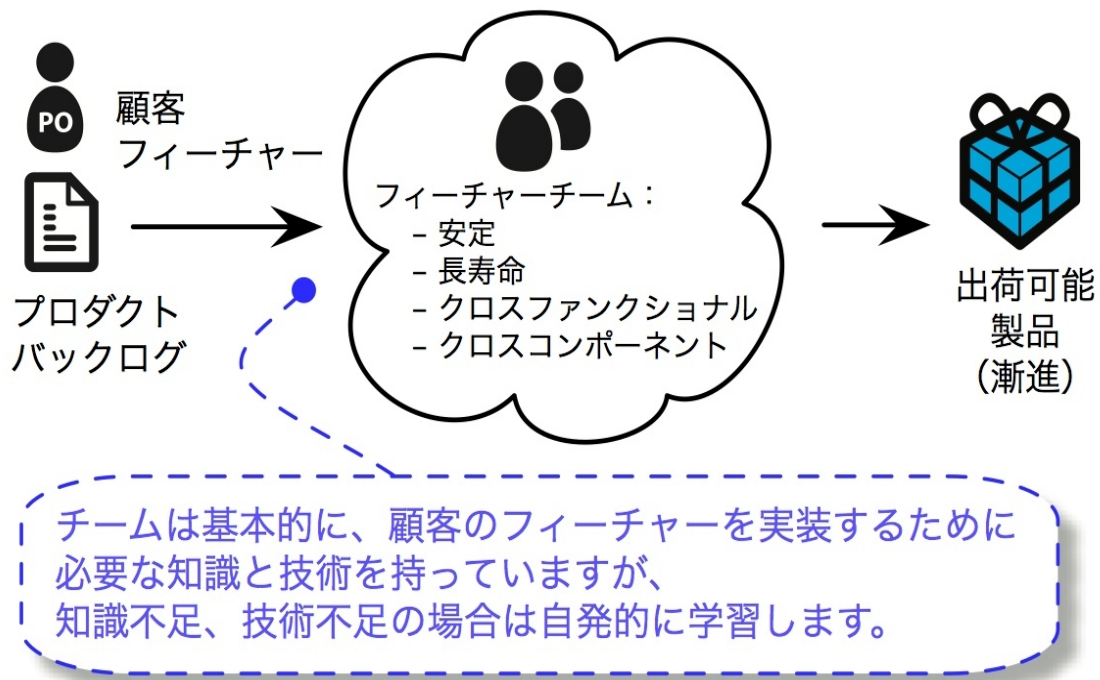 PO
顧客
フィーチャー
プロダクト
バックログ
フィーチャーチーム：
– 安定
– 長寿命
– クロスファンクショナル
– クロスコンポーネント
出荷可能
製品
（漸進）
チームは基本的に、顧客のフィーチャーを実装するために
必要な知識と技術を持っていますが、
知識不足、技術不足の場合は自発的に学習します。